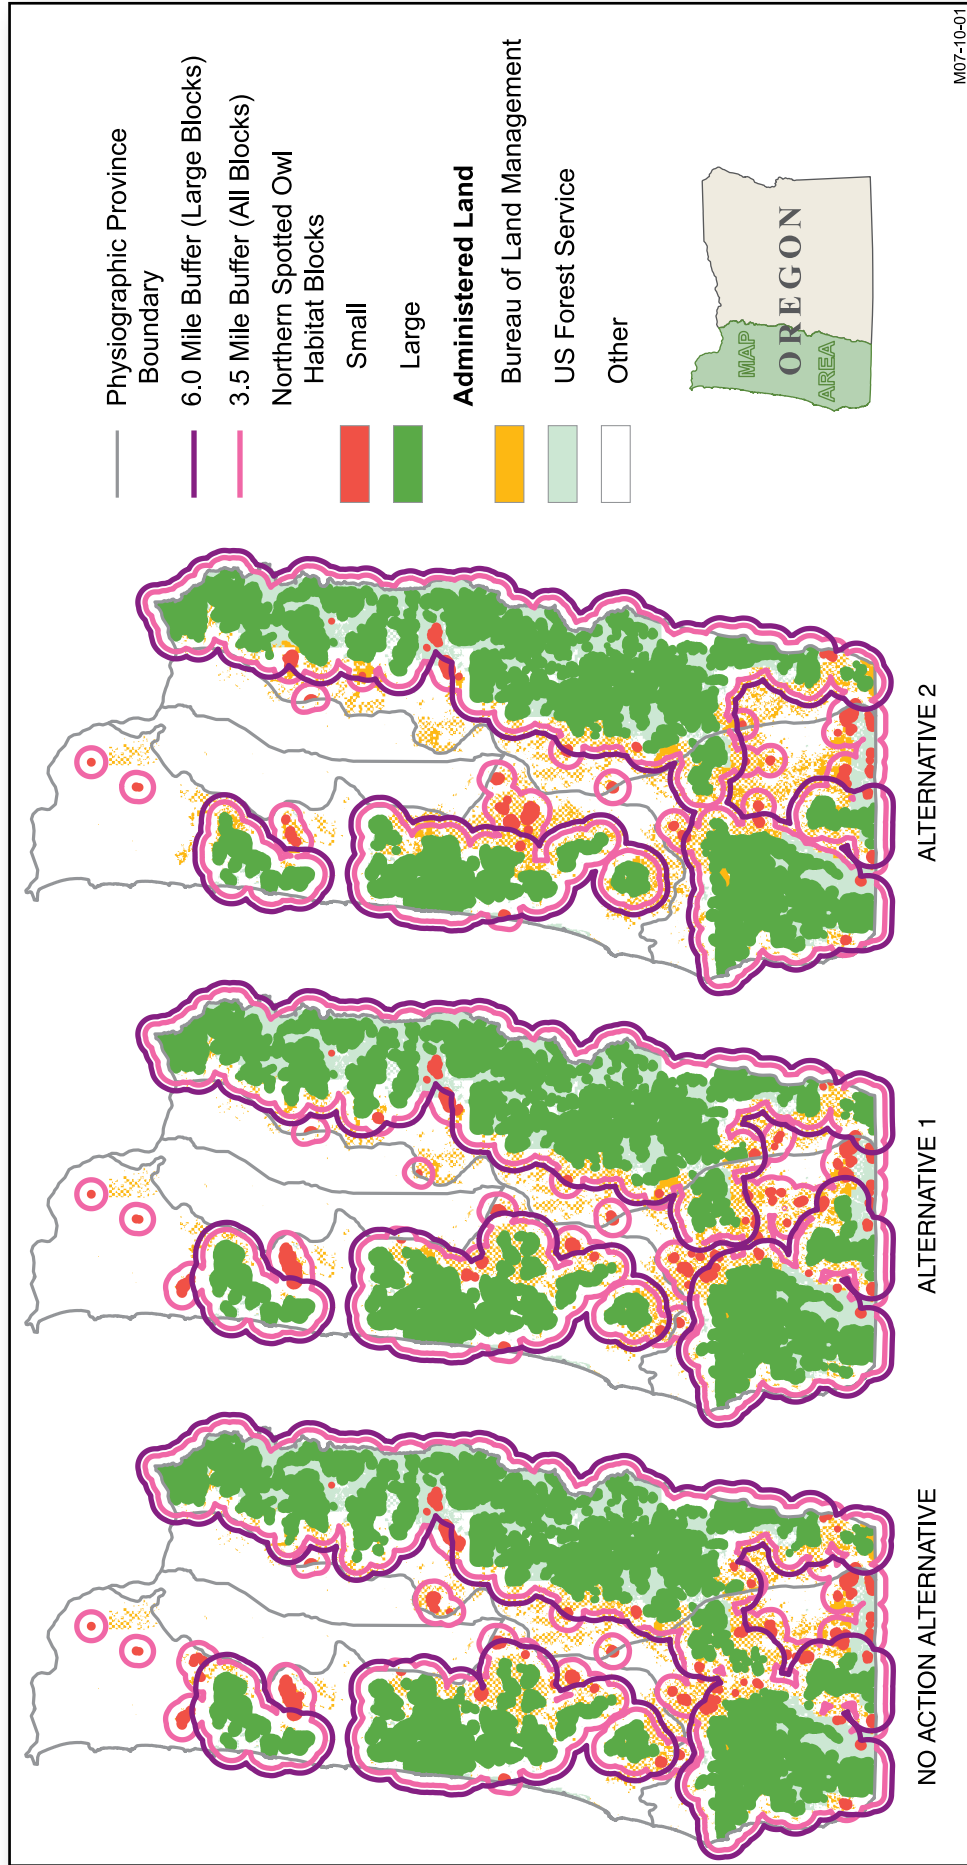 Physiographic Province
Boundary
6.0 Mile Buffer (Large Blocks)
3.5 Mile Buffer (All Blocks)
Northern Spotted Owl
Habitat Blocks
Small
Large
Administered Land
Bureau of Land Management
US Forest Service
Other
MAP
AREA
OREGON
NO ACTION ALTERNATIVE
ALTERNATIVE 1
ALTERNATIVE 2
M07-10-01